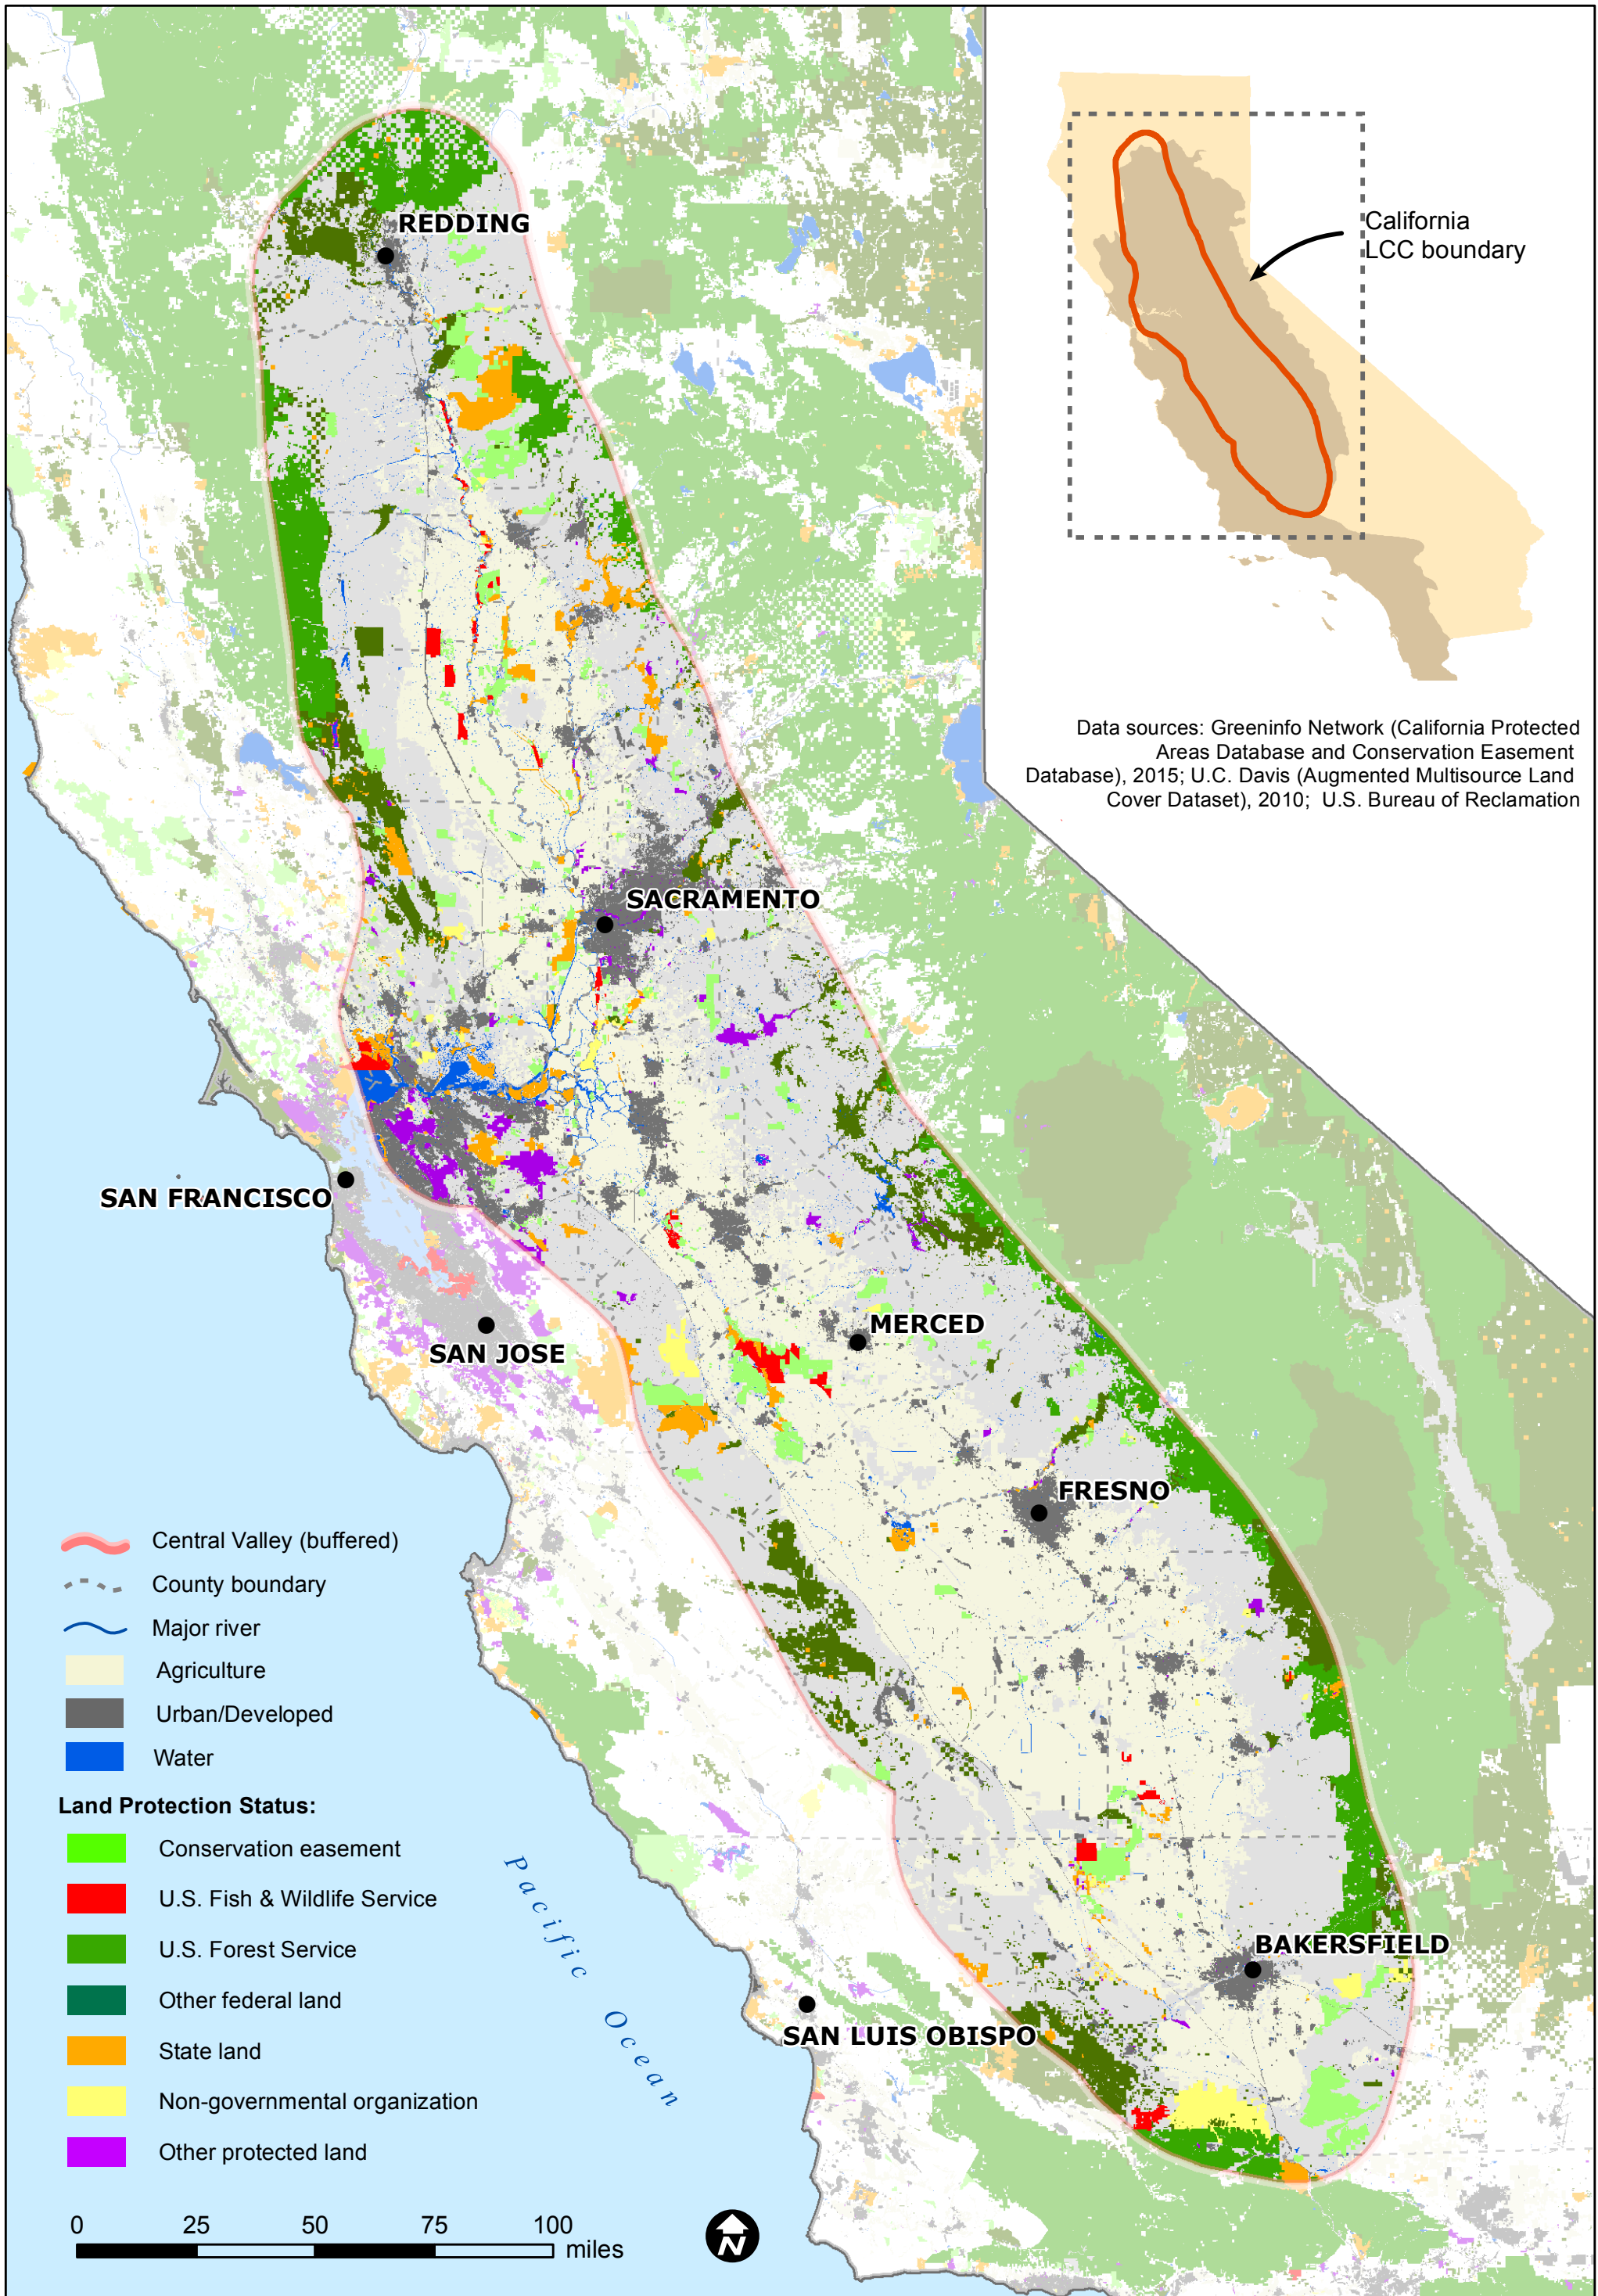 REDDING
California
LCC boundary
Data sources: Greeninfo Network (California Protected
Areas Database and Conservation Easement
Database), 2015; U.C. Davis (Augmented Multisource Land
Cover Dataset), 2010; U.S. Bureau of Reclamation
SACRAMENTO
SAN FRANCISCO
MERCED
SAN JOSE
FRESNO
Central Valley (buffered)
County boundary
Major river
Agriculture
Urban/Developed
Water
Land Protection Status:
Conservation easement
U.S. Fish & Wildlife Service
U.S. Forest Service
Other federal land
State land
Non-governmental organization
Other protected land
Pacific Ocean
BAKERSFIELD
SAN LUIS OBISPO
0 25 50 75 100
miles
N